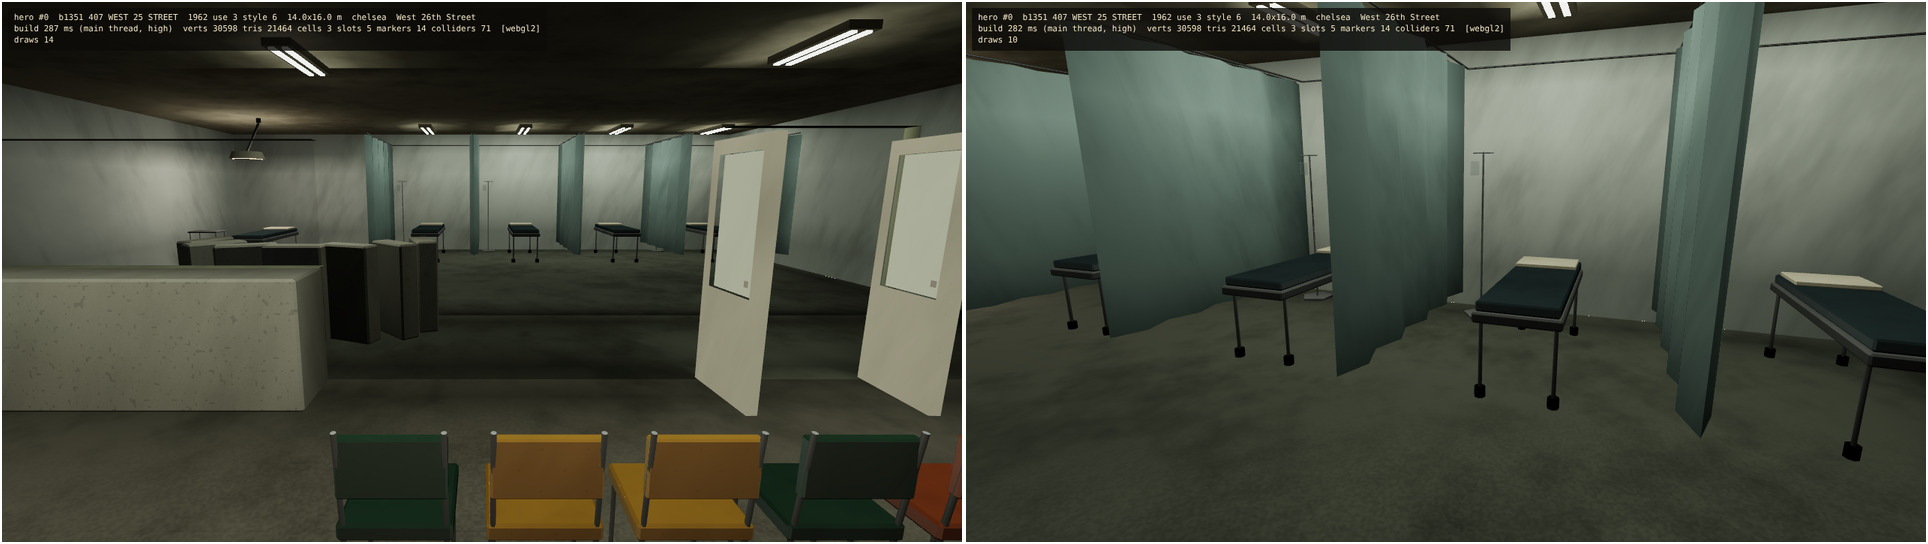 hero #0  b1351 407 WEST 25 STREET  1962 use 3 style 6  14.0x16.0 m  chelsea  West 26th Street
build 287 ms (main thread, high)  verts 30598 tris 21464 cells 3 slots 5 markers 14 colliders 71  [webgl2]
draws 14
hero #0  b1351 407 WEST 25 STREET  1962 use 3 style 6  14.0x16.0 m  chelsea  West 26th Street
build 282 ms (main thread, high)  verts 30598 tris 21464 cells 3 slots 5 markers 14 colliders 71  [webgl2]
draws 10